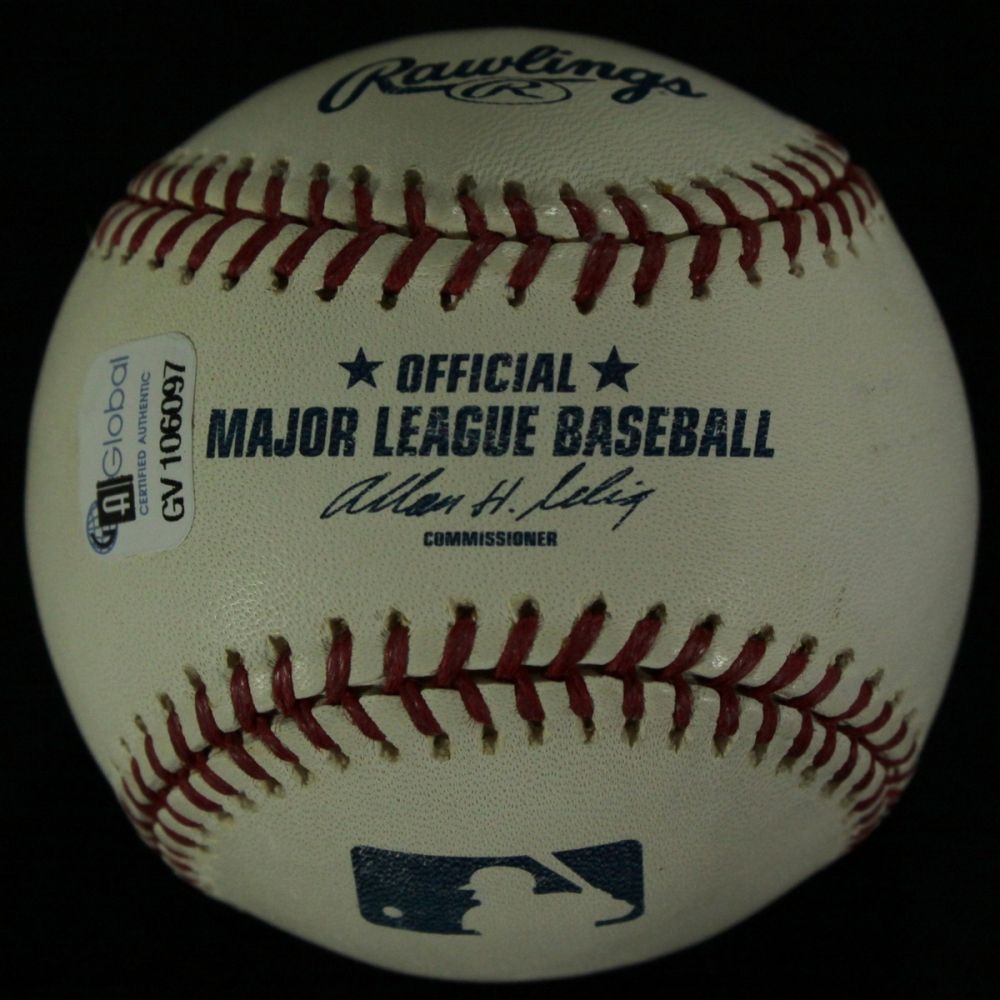 Rawlings
R
★ OFFICIAL ★
MAJOR LEAGUE BASEBALL
Allan H. Selig
COMMISSIONER
Global
CERTIFIED AUTHENTIC
GV 106097